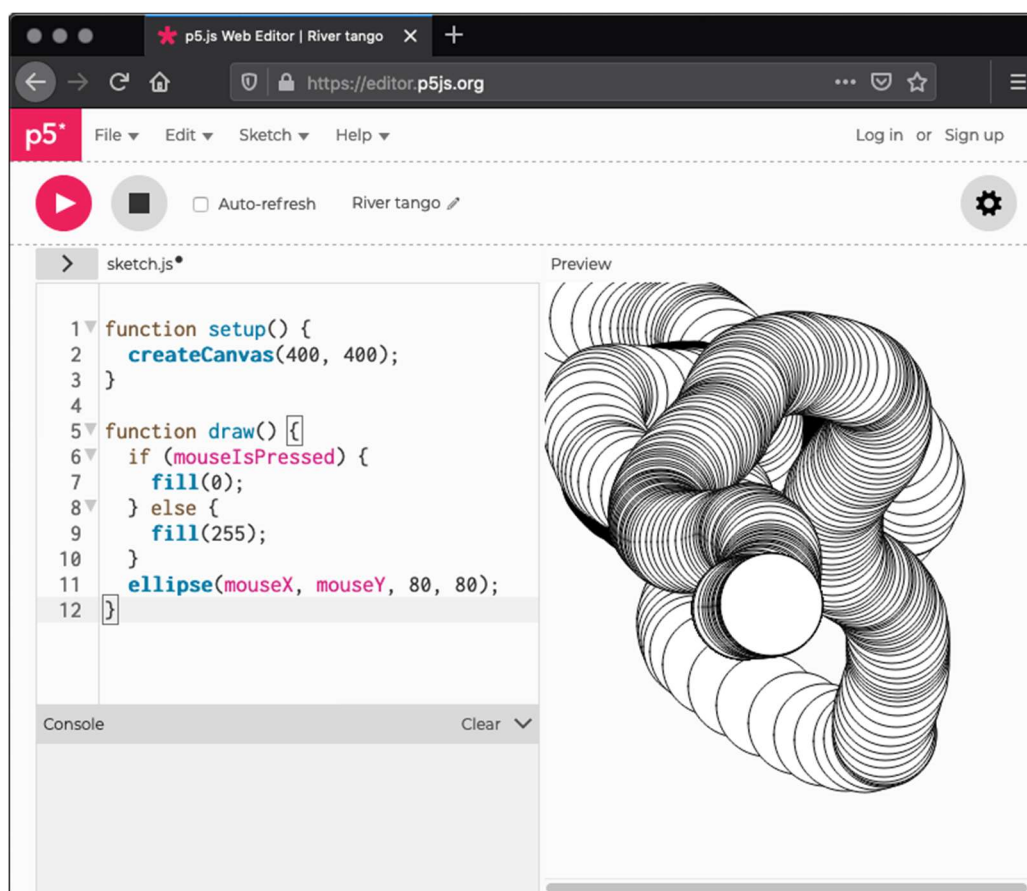 p5.js Web Editor | River tango
https://editor.p5js.org
p5* File Edit Sketch Help Log in or Sign up
Auto-refresh River tango
sketch.js Preview
1 function setup() {
2 createCanvas(400, 400);
3 }
4
5 function draw() {
6 if (mouseIsPressed) {
7 fill(0);
8 } else {
9 fill(255);
10 }
11 ellipse(mouseX, mouseY, 80, 80);
12 }
Console Clear